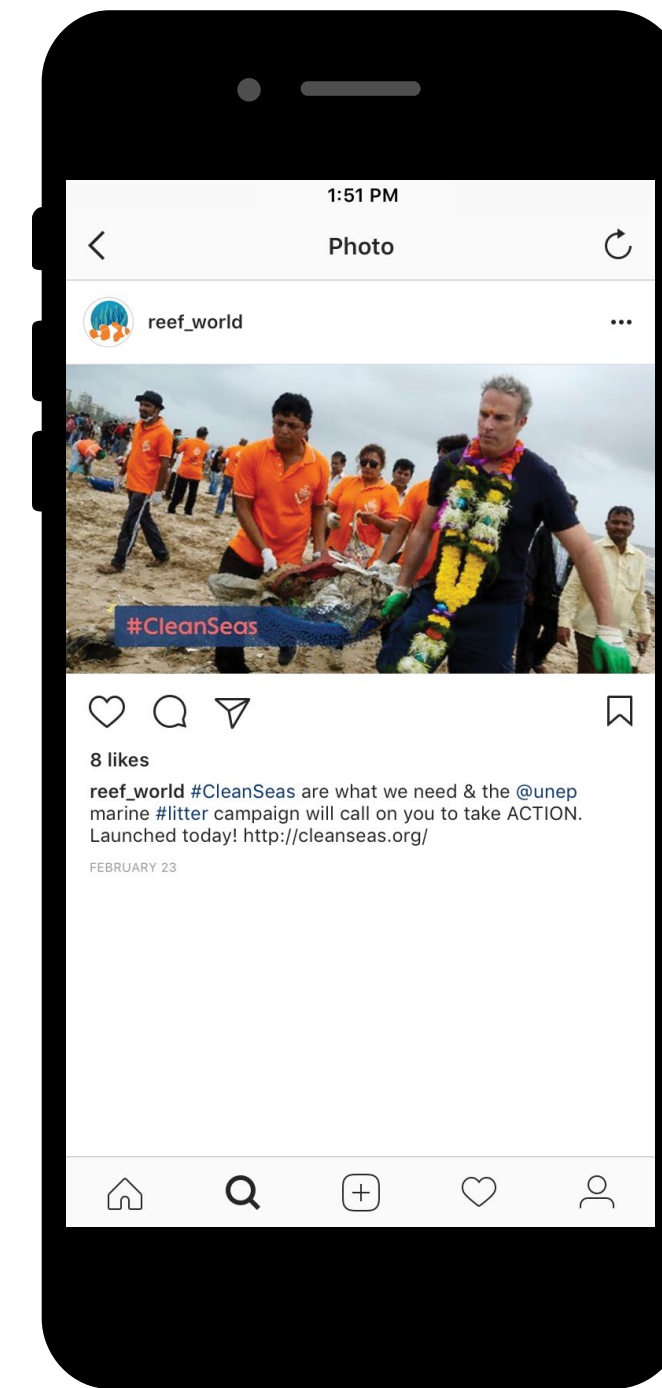 1:51 PM
Photo
reef_world
#CleanSeas
8 likes
reef_world #CleanSeas are what we need & the @unep
marine #litter campaign will call on you to take ACTION.
Launched today! http://cleanseas.org/
FEBRUARY 23